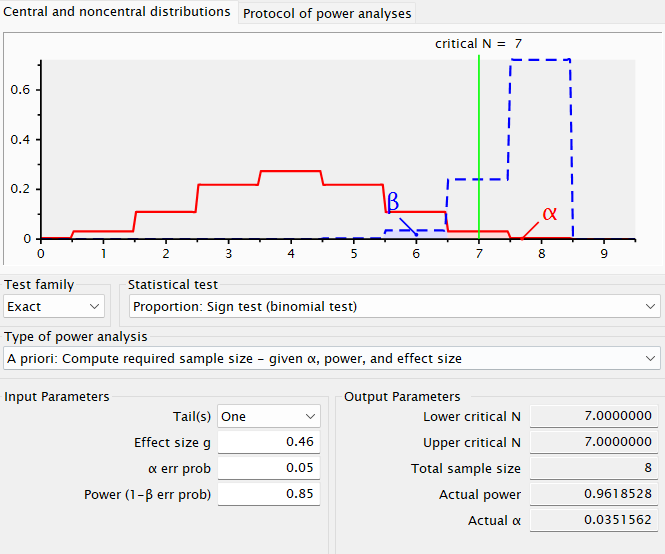 Central and noncentral distributions Protocol of power analyses
critical N = 7
0.6
0.4
0.2
0
β
α
0 1 2 3 4 5 6 7 8 9
Test family Statistical test
Exact Proportion: Sign test (binomial test)
Type of power analysis
A priori: Compute required sample size – given α, power, and effect size
Input Parameters Output Parameters
Tail(s) One Lower critical N 7.0000000
Effect size g 0.46 Upper critical N 7.0000000
α err prob 0.05 Total sample size 8
Power (1-β err prob) 0.85 Actual power 0.9618528
Actual α 0.0351562